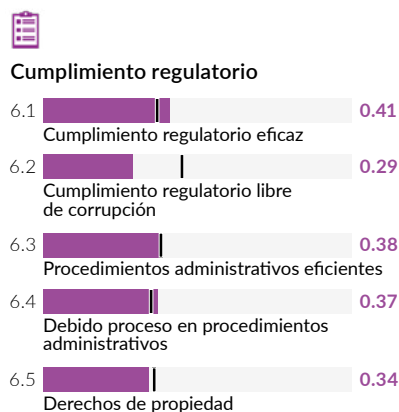 Cumplimiento regulatorio
6.1 0.41
Cumplimiento regulatorio eficaz
6.2 0.29
Cumplimiento regulatorio libre
de corrupción
6.3 0.38
Procedimientos administrativos eficientes
6.4 0.37
Debido proceso en procedimientos
administrativos
6.5 0.34
Derechos de propiedad